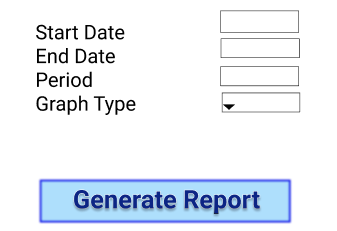 Start Date
End Date
Period
Graph Type
Generate Report